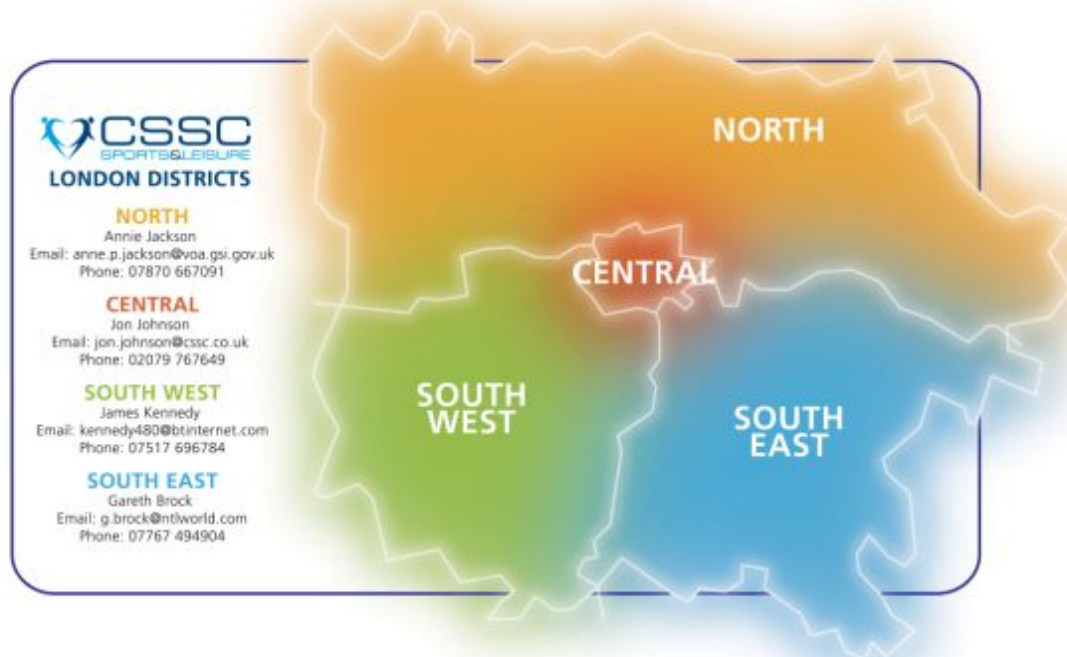 CSSC
SPORTS&LEISURE
LONDON DISTRICTS
NORTH
Annie Jackson
Email: anne.p.jackson@voa.gsi.gov.uk
Phone: 07870 667091
CENTRAL
Jon Johnson
Email: jon.johnson@cssc.co.uk
Phone: 02079 767649
SOUTH WEST
James Kennedy
Email: kennedy480@btinternet.com
Phone: 07517 696784
SOUTH EAST
Gareth Brock
Email: g.brock@ntlworld.com
Phone: 07767 494904
NORTH
CENTRAL
SOUTH
WEST
SOUTH
EAST